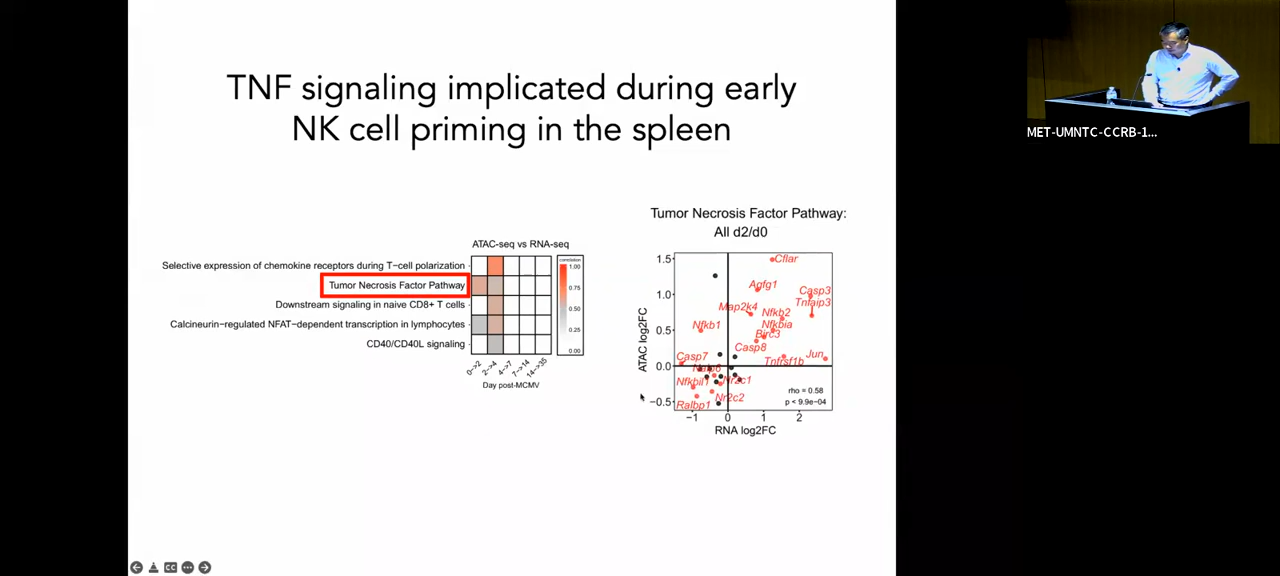 TNF signaling implicated during early
NK cell priming in the spleen
MET-UMNTC-CCRB-1...
Tumor Necrosis Factor Pathway:
All d2/d0
ATAC-seq vs RNA-seq
Selective expression of chemokine receptors during T-cell polarization
Tumor Necrosis Factor Pathway
Downstream signaling in naive CD8+ T cells
Calcineurin-regulated NFAT-dependent transcription in lymphocytes
CD40/CD40L signaling
correlation
1.00
0.75
0.50
0.25
0.00
0->2
2->4
4->7
7->14
14->35
Day post-MCMV
ATAC log2FC
1.5
1.0
0.5
0.0
−0.5
Cflar
Agfg1
Casp3
Tnfaip3
Map2k4
Nfkb2
Nfkb1
Nfkbia
Birc3
Casp8
Casp7
Tnfrsf1b
Jun
Nr2c1
Nfkbil1
Nr2c2
Ralbp1
rho = 0.58
p < 9.9e−04
−1
0
1
2
RNA log2FC
CC